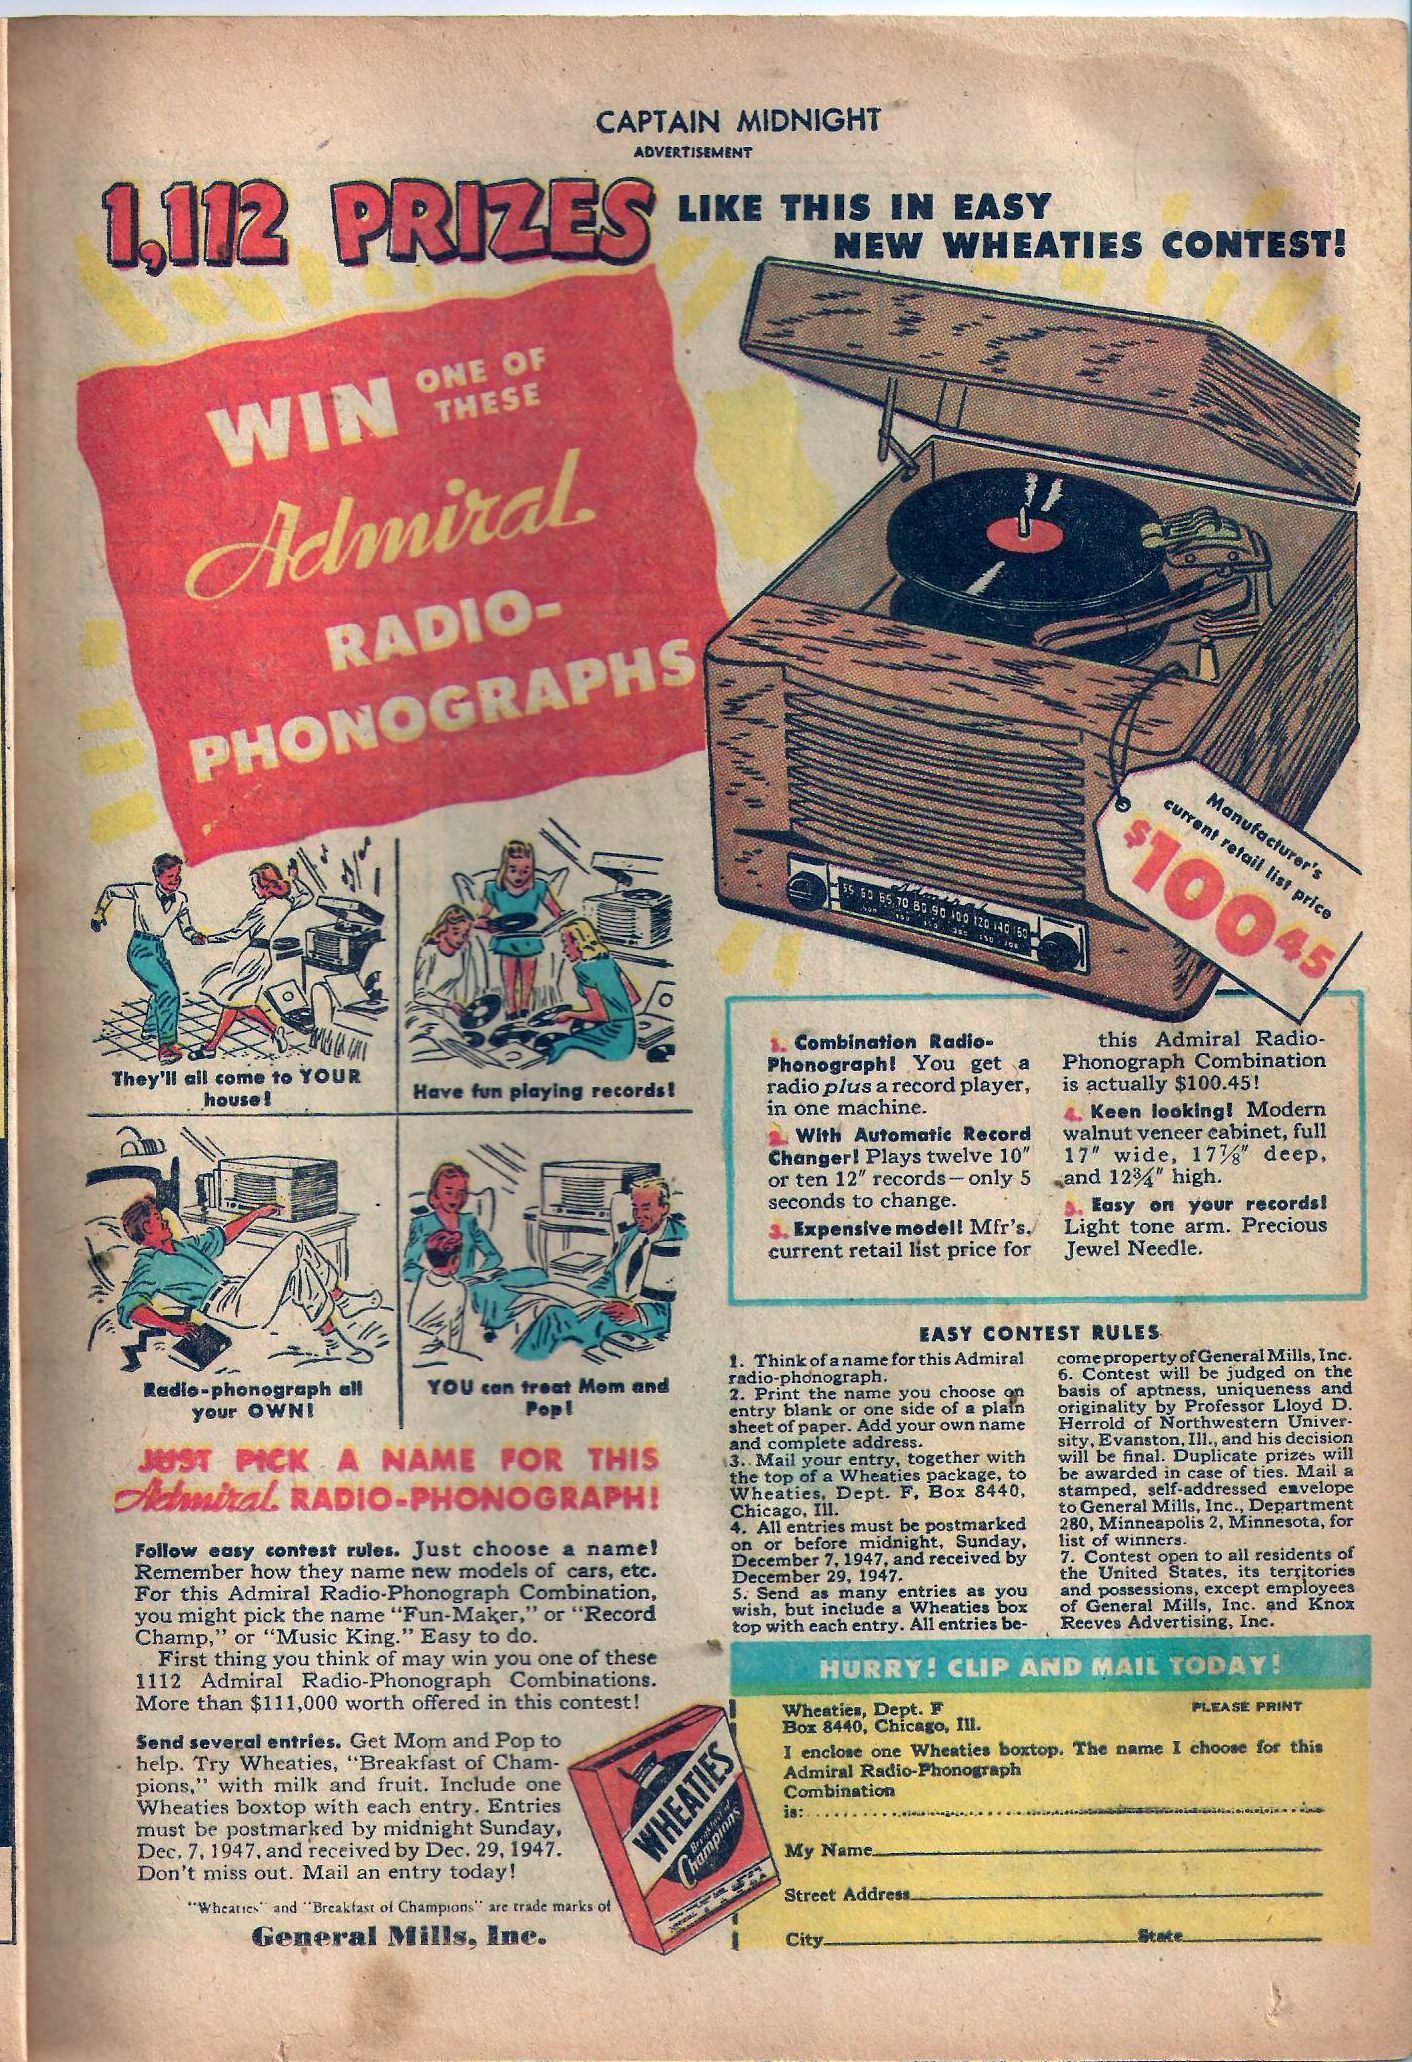 CAPTAIN MIDNIGHT
ADVERTISEMENT
1,112 PRIZES LIKE THIS IN EASY
NEW WHEATIES CONTEST!
WIN ONE OF
THESE
Admiral
RADIO-
PHONOGRAPHS
Manufacturer's
current retail list price
$100.45
Admiral
55 60 65 70 80 90 100 120 140 160
They'll all come to YOUR
house!
Have fun playing records!
Radio-phonograph all
your OWN!
YOU can treat Mom and
Pop!
JUST PICK A NAME FOR THIS
Admiral RADIO-PHONOGRAPH!
Follow easy contest rules. Just choose a name!
Remember how they name new models of cars, etc.
For this Admiral Radio-Phonograph Combination,
you might pick the name "Fun-Maker," or "Record
Champ," or "Music King." Easy to do.
First thing you think of may win you one of these
1112 Admiral Radio-Phonograph Combinations.
More than $111,000 worth offered in this contest!
Send several entries. Get Mom and Pop to
help. Try Wheaties, "Breakfast of Cham-
pions," with milk and fruit. Include one
Wheaties boxtop with each entry. Entries
must be postmarked by midnight Sunday,
Dec. 7, 1947, and received by Dec. 29, 1947.
Don't miss out. Mail an entry today!
"Wheaties" and "Breakfast of Champions" are trade marks of
General Mills, Inc.
WHEATIES
Breakfast of
Champions
1. Combination Radio-
Phonograph! You get a
radio plus a record player,
in one machine.
2. With Automatic Record
Changer! Plays twelve 10"
or ten 12" records—only 5
seconds to change.
3. Expensive model! Mfr's.
current retail list price for
this Admiral Radio-
Phonograph Combination
is actually $100.45!
4. Keen looking! Modern
walnut veneer cabinet, full
17" wide, 17⅞" deep,
and 12¾" high.
5. Easy on your records!
Light tone arm. Precious
Jewel Needle.
EASY CONTEST RULES
1. Think of a name for this Admiral
radio-phonograph.
2. Print the name you choose on
entry blank or one side of a plain
sheet of paper. Add your own name
and complete address.
3. Mail your entry, together with
the top of a Wheaties package, to
Wheaties, Dept. F, Box 8440,
Chicago, Ill.
4. All entries must be postmarked
on or before midnight, Sunday,
December 7, 1947, and received by
December 29, 1947.
5. Send as many entries as you
wish, but include a Wheaties box
top with each entry. All entries be-
come property of General Mills, Inc.
6. Contest will be judged on the
basis of aptness, uniqueness and
originality by Professor Lloyd D.
Herrold of Northwestern Univer-
sity, Evanston, Ill., and his decision
will be final. Duplicate prizes will
be awarded in case of ties. Mail a
stamped, self-addressed envelope
to General Mills, Inc., Department
280, Minneapolis 2, Minnesota, for
list of winners.
7. Contest open to all residents of
the United States, its territories
and possessions, except employees
of General Mills, Inc. and Knox
Reeves Advertising, Inc.
HURRY! CLIP AND MAIL TODAY!
Wheaties, Dept. F PLEASE PRINT
Box 8440, Chicago, Ill.
I enclose one Wheaties boxtop. The name I choose for this
Admiral Radio-Phonograph
Combination
is:
My Name
Street Address
City State